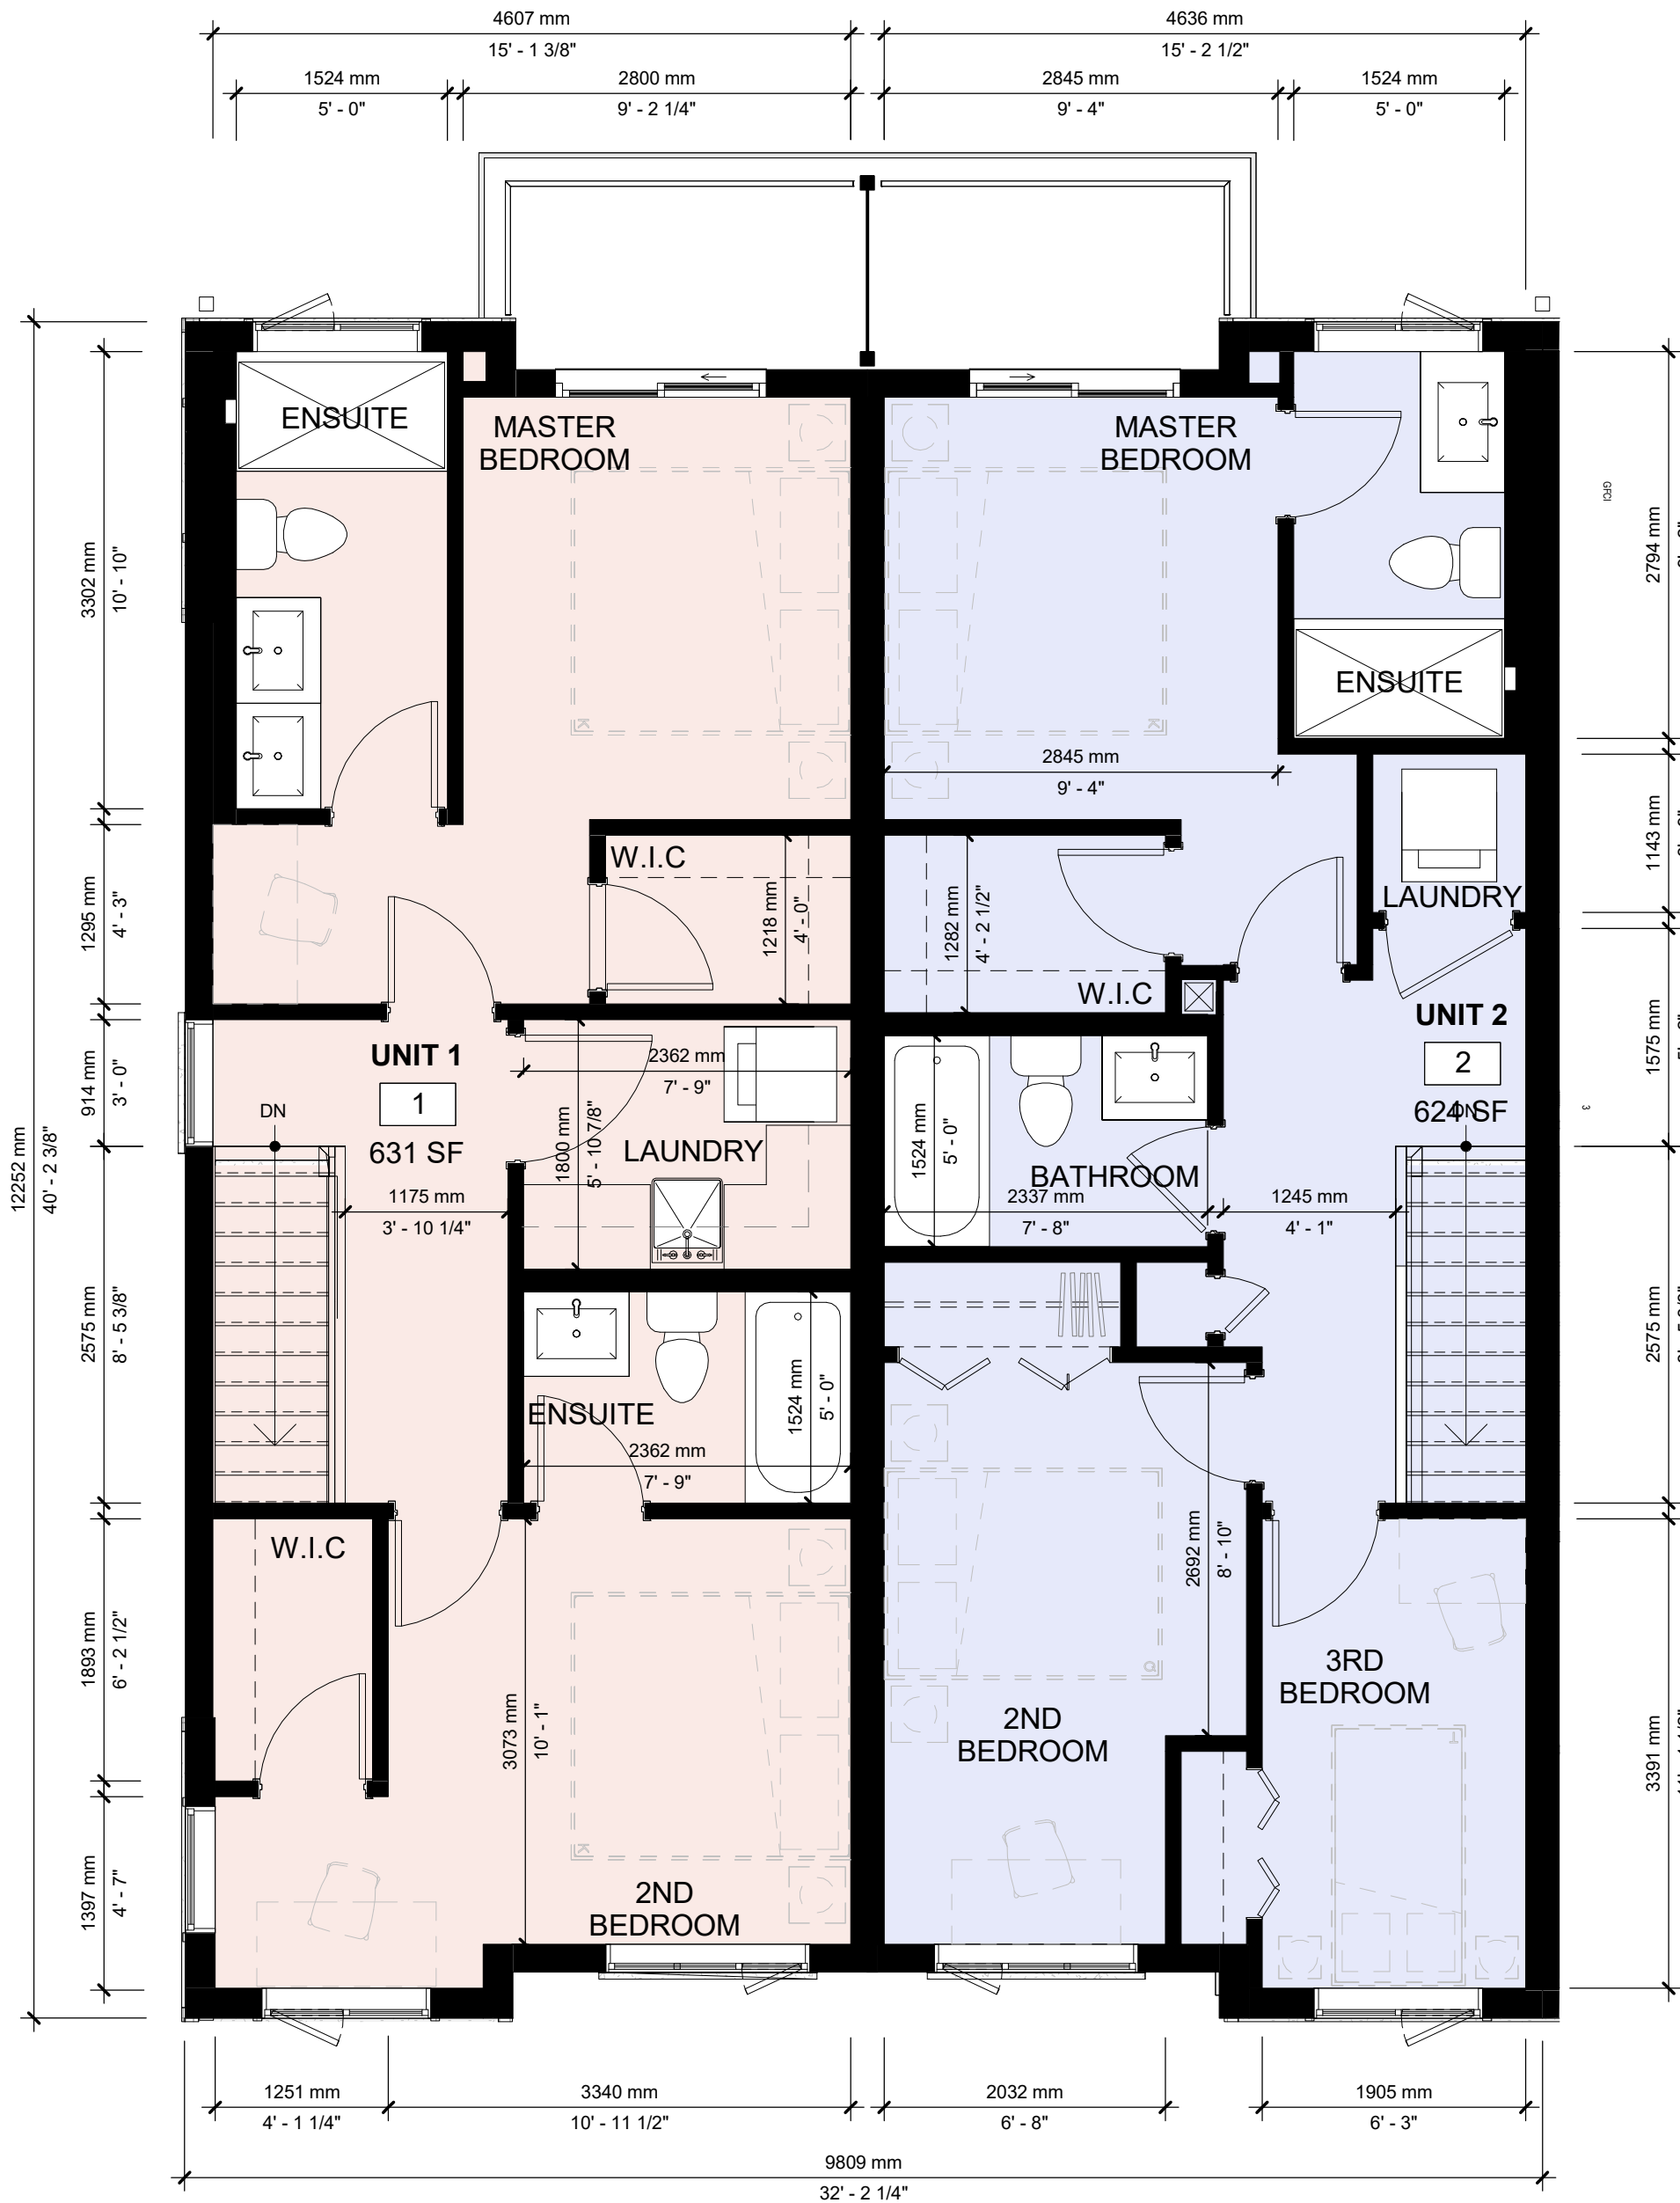 4607 mm
15' - 1 3/8"
4636 mm
15' - 2 1/2"
1524 mm
5' - 0"
2800 mm
9' - 2 1/4"
2845 mm
9' - 4"
1524 mm
5' - 0"
ENSUITE
MASTER
BEDROOM
MASTER
BEDROOM
GFCI
3302 mm
10' - 10"
2794 mm
K
K
ENSUITE
2845 mm
9' - 4"
1143 mm
W.I.C
LAUNDRY
1295 mm
4' - 3"
1218 mm
4' - 0"
1282 mm
4' - 2 1/2"
W.I.C
UNIT 2
2
624 SF
DN
1575 mm
3
UNIT 1
1
631 SF
DN
914 mm
3' - 0"
2362 mm
7' - 9"
1800 mm
5' - 10 7/8"
LAUNDRY
1524 mm
5' - 0"
BATHROOM
2337 mm
7' - 8"
1245 mm
4' - 1"
1175 mm
3' - 10 1/4"
12252 mm
40' - 2 3/8"
2575 mm
8' - 5 3/8"
2575 mm
ENSUITE
2362 mm
7' - 9"
1524 mm
5' - 0"
W.I.C
2692 mm
8' - 10"
1893 mm
6' - 2 1/2"
Q
3RD
BEDROOM
2ND
BEDROOM
3073 mm
10' - 1"
T
3391 mm
K
1397 mm
4' - 7"
2ND
BEDROOM
1251 mm
4' - 1 1/4"
3340 mm
10' - 11 1/2"
2032 mm
6' - 8"
1905 mm
6' - 3"
9809 mm
32' - 2 1/4"